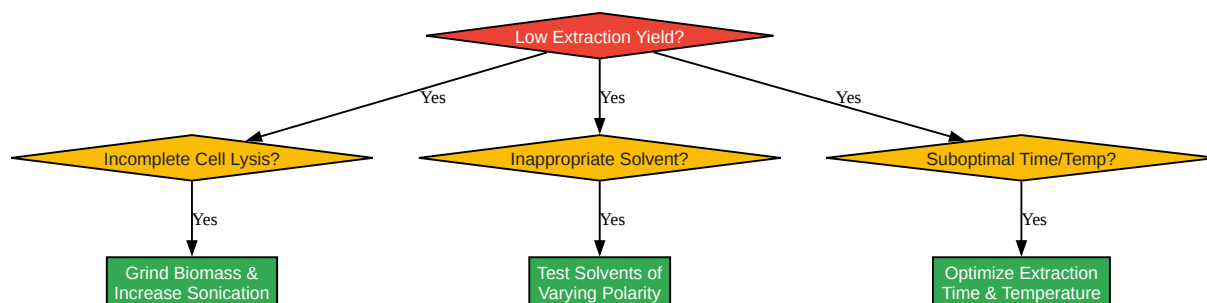 Low Extraction Yield?
Yes
Yes
Yes
Incomplete Cell Lysis?
Inappropriate Solvent?
Suboptimal Time/Temp?
Yes
Yes
Yes
Grind Biomass &
Increase Sonication
Test Solvents of
Varying Polarity
Optimize Extraction
Time & Temperature